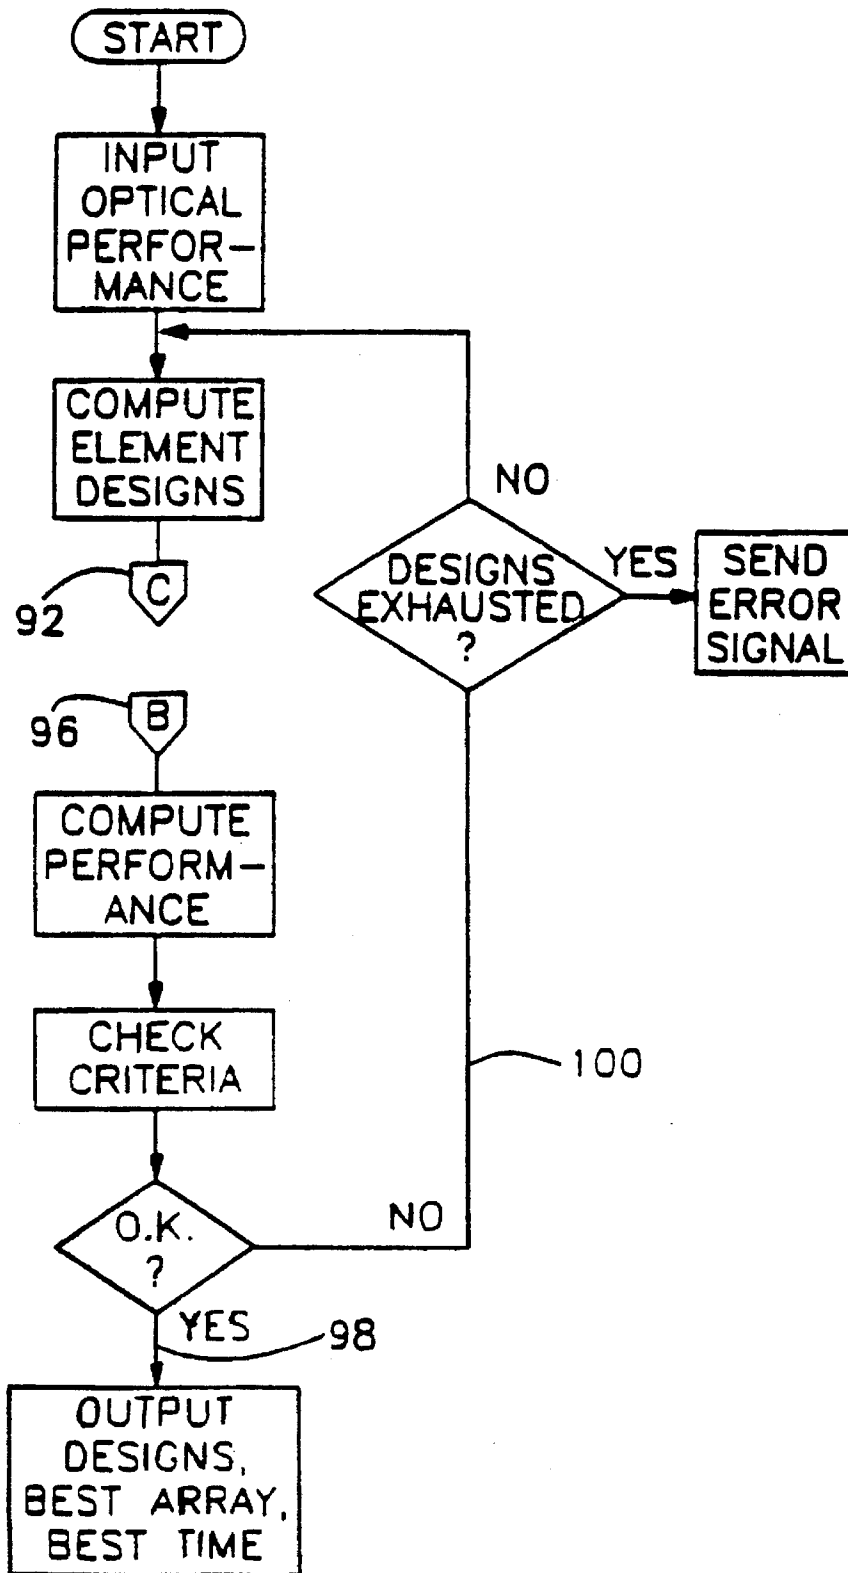 START
INPUT
OPTICAL
PERFOR-
MANCE
COMPUTE
ELEMENT
DESIGNS
NO
DESIGNS
EXHAUSTED
?
YES
SEND
ERROR
SIGNAL
C
92
B
96
COMPUTE
PERFORM-
ANCE
CHECK
CRITERIA
100
O.K.
?
NO
YES
98
OUTPUT
DESIGNS,
BEST ARRAY,
BEST TIME